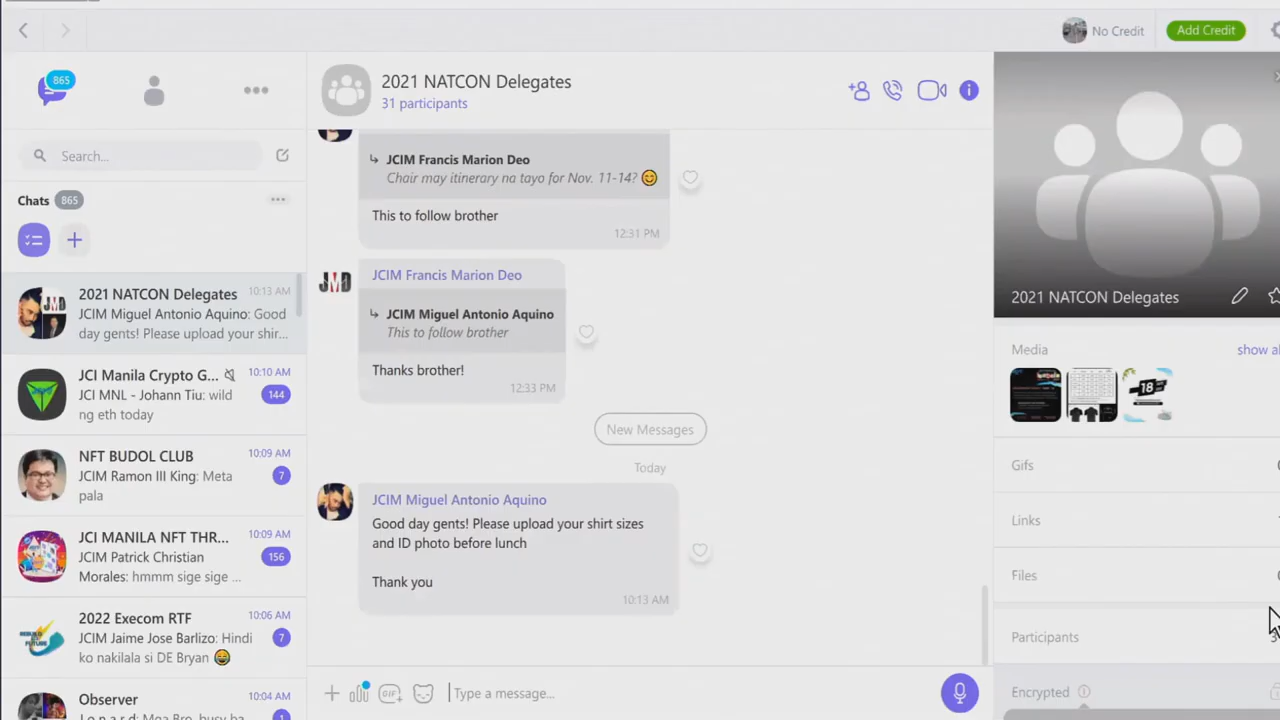 No Credit
Add Credit
865
Search...
Chats 865
2021 NATCON Delegates 10:13 AM
JCIM Miguel Antonio Aquino: Good
day gents! Please upload your shir...
JCI Manila Crypto G... 10:10 AM
JCI MNL - Johann Tiu: wild 144
ng eth today
NFT BUDOL CLUB 10:09 AM
JCIM Ramon III King: Meta 7
pala
JCI MANILA NFT THR... 10:09 AM
JCIM Patrick Christian 156
Morales: hmmm sige sige ...
2022 Execom RTF 10:06 AM
JCIM Jaime Jose Barlizo: Hindi 7
ko nakilala si DE Bryan 😂
Observer 10:04 AM
2021 NATCON Delegates
31 participants
JCIM Francis Marion Deo
Chair may itinerary na tayo for Nov. 11-14? 😊
This to follow brother
12:31 PM
JMD
JCIM Francis Marion Deo
JCIM Miguel Antonio Aquino
This to follow brother
Thanks brother!
12:33 PM
New Messages
Today
JCIM Miguel Antonio Aquino
Good day gents! Please upload your shirt sizes
and ID photo before lunch
Thank you
10:13 AM
GIF
Type a message...
2021 NATCON Delegates
Media
show al
18
Gifs
Links
Files
Participants
Encrypted